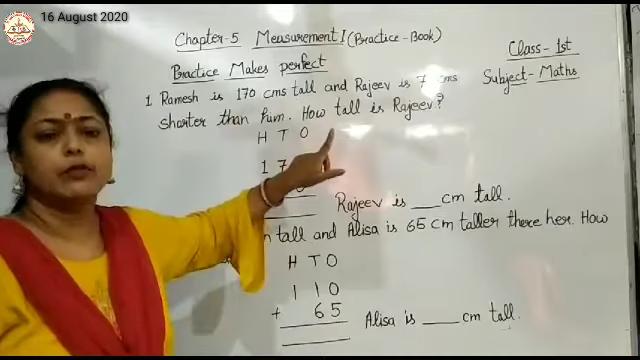 16 August 2020
Chapter-5 Measurement I (Practice-Book)
Class-1st
Practice Makes perfect
Subject-Maths
1. Ramesh is 170 cms tall and Rajeev is 7 cms
shorter than him. How tall is Rajeev?
H T O
1 7
Rajeev is ___ cm tall.
tall and Alisa is 65 cm taller there her. How
H T O
1 1 0
+ 6 5
Alisa is ___ cm tall.